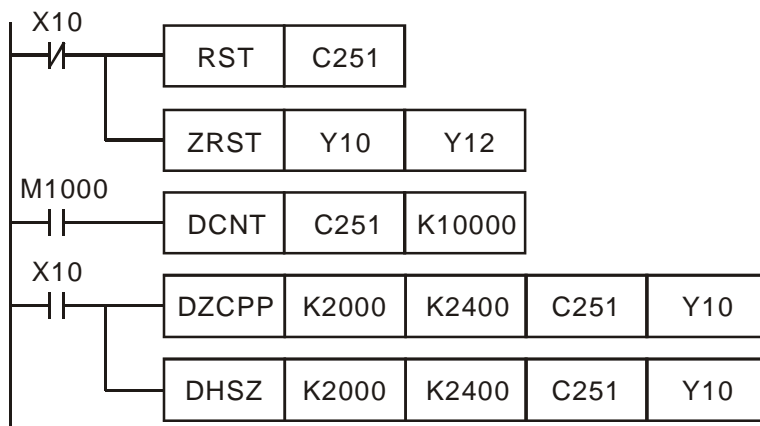 X10
RST C251
ZRST Y10 Y12
M1000
DCNT C251 K10000
X10
DZCPP K2000 K2400 C251 Y10
DHSZ K2000 K2400 C251 Y10